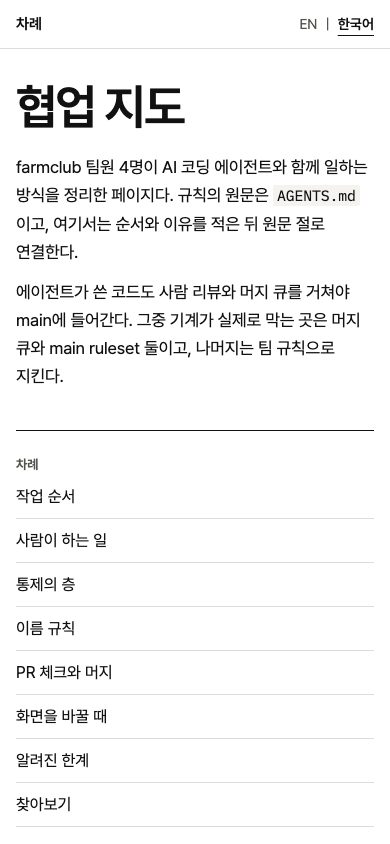 차례
EN | 한국어
협업 지도
farmclub 팀원 4명이 AI 코딩 에이전트와 함께 일하는
방식을 정리한 페이지다. 규칙의 원문은 AGENTS.md
이고, 여기서는 순서와 이유를 적은 뒤 원문 절로
연결한다.
에이전트가 쓴 코드도 사람 리뷰와 머지 큐를 거쳐야
main에 들어간다. 그중 기계가 실제로 막는 곳은 머지
큐와 main ruleset 둘이고, 나머지는 팀 규칙으로
지킨다.
차례
작업 순서
사람이 하는 일
통제의 층
이름 규칙
PR 체크와 머지
화면을 바꿀 때
알려진 한계
찾아보기